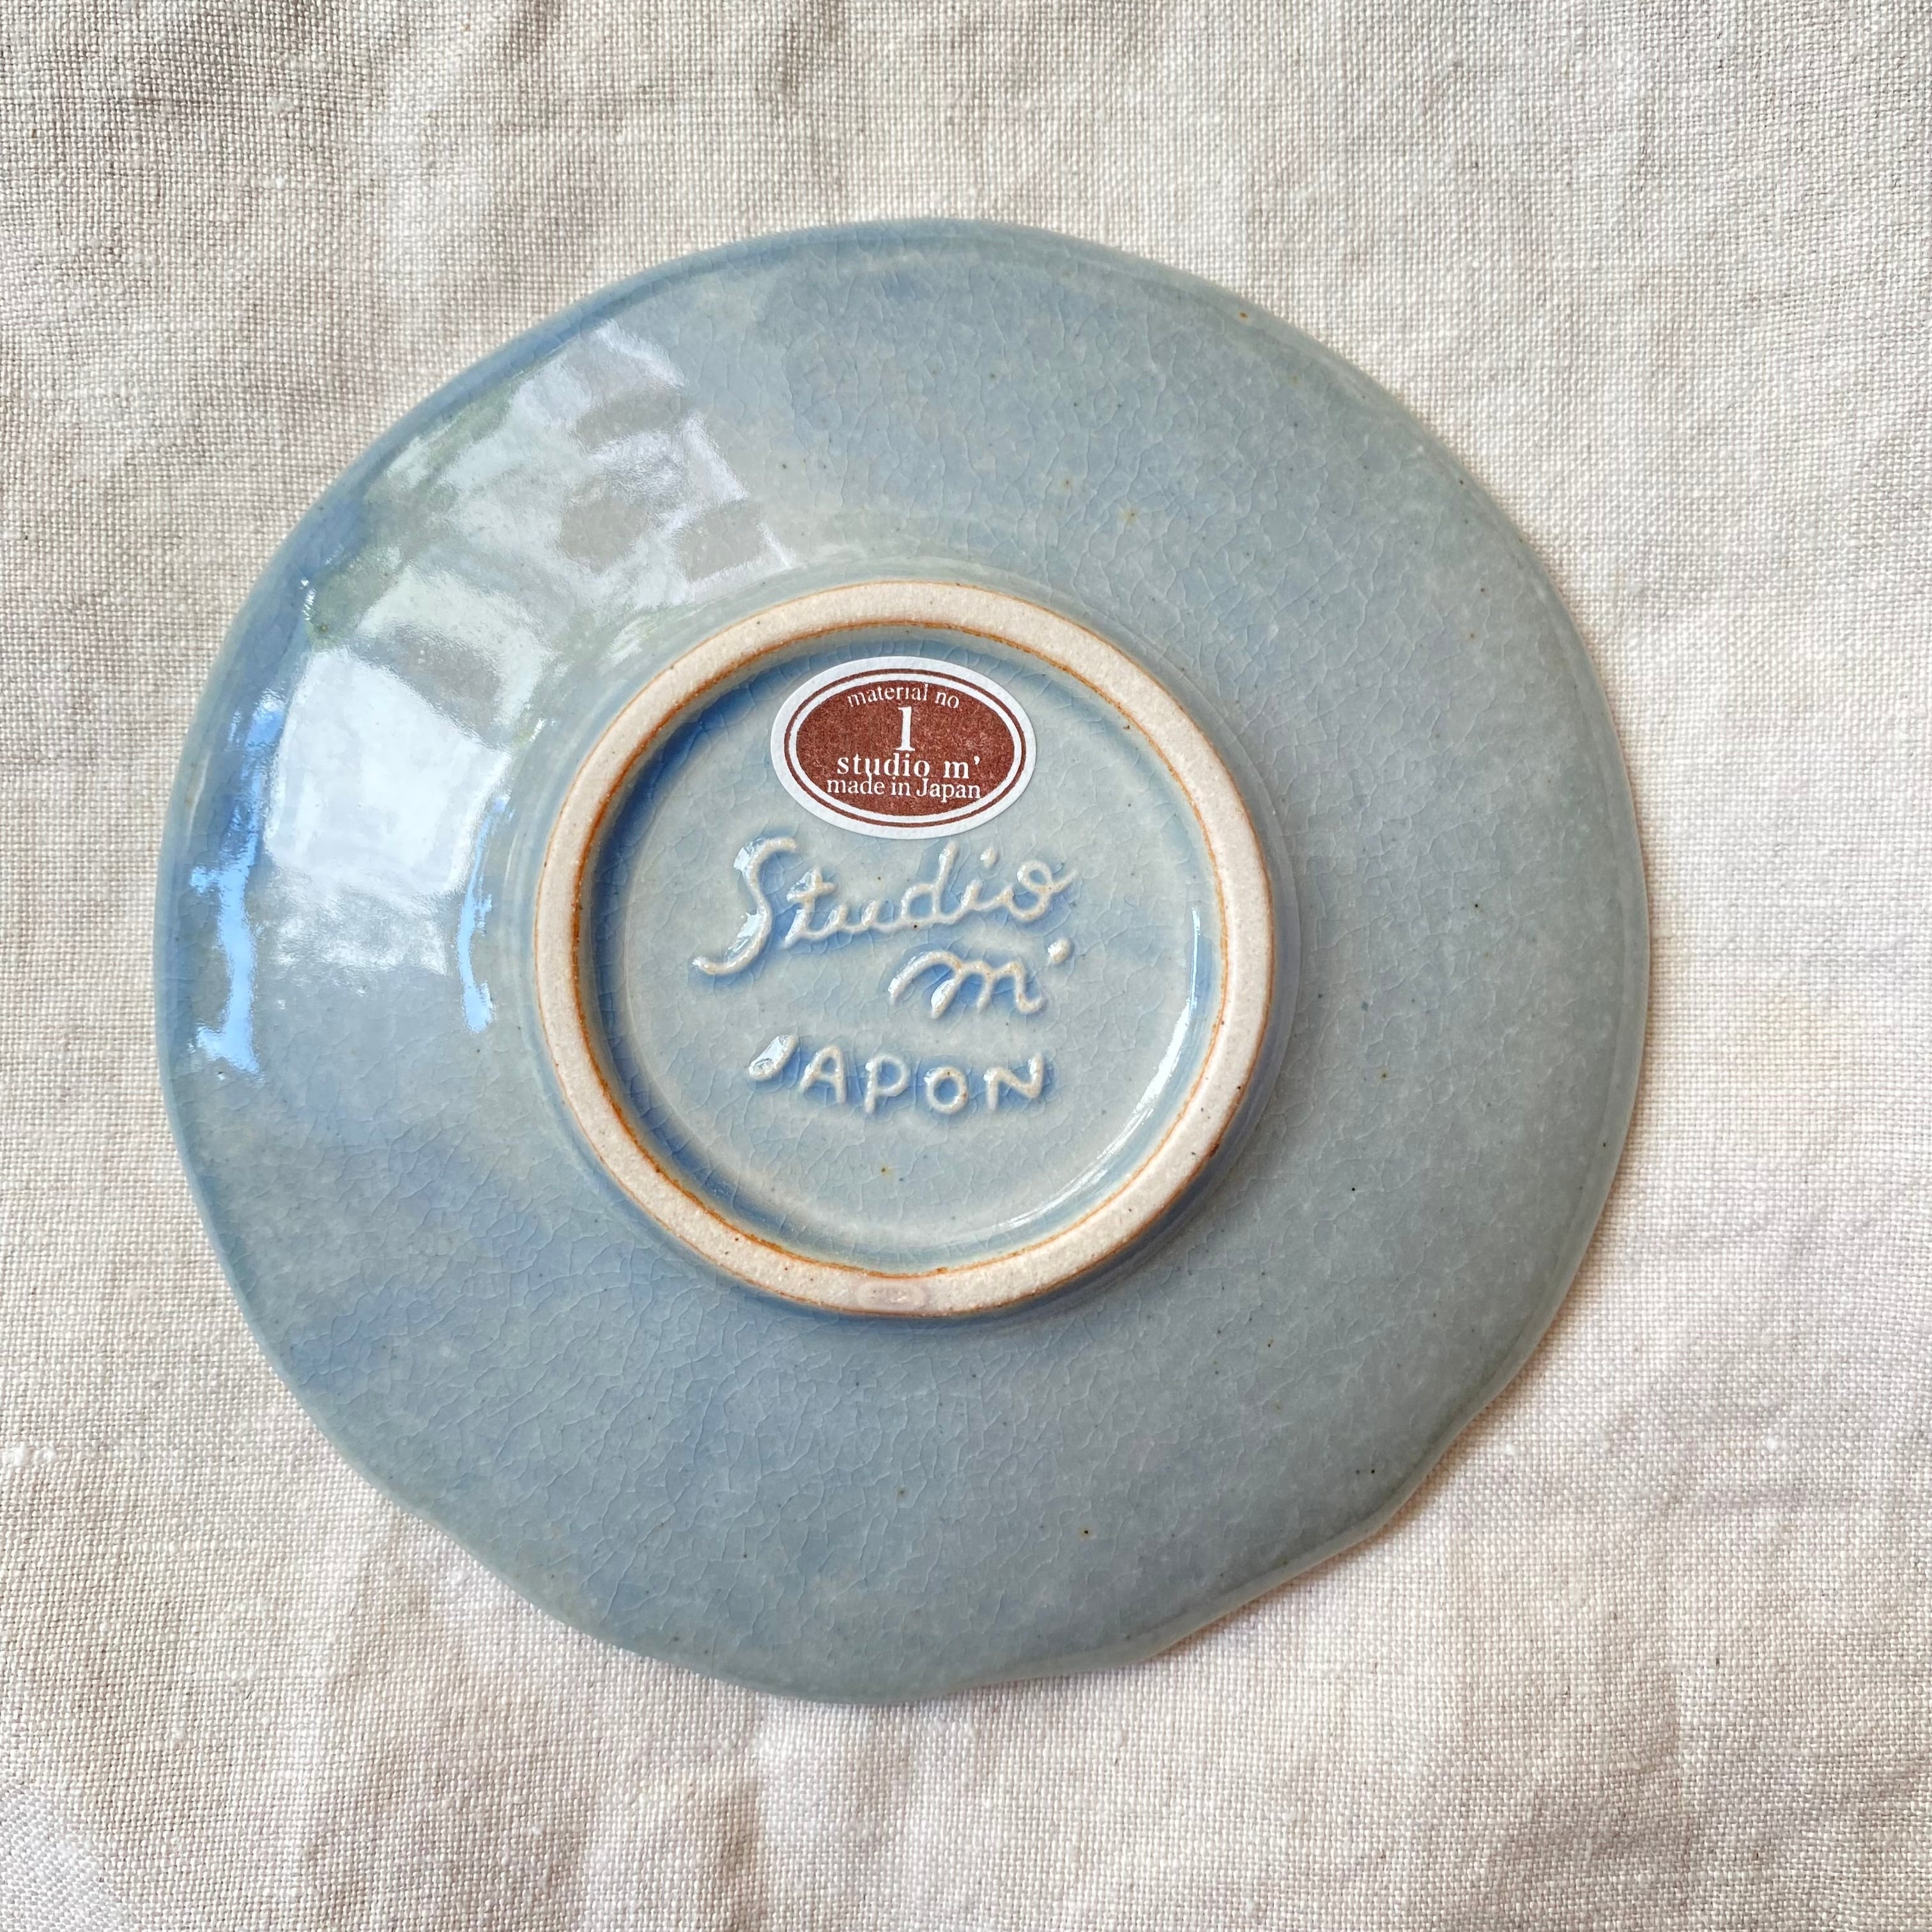 material no
1
studio m'
made in Japan
Studio
m'
JAPON